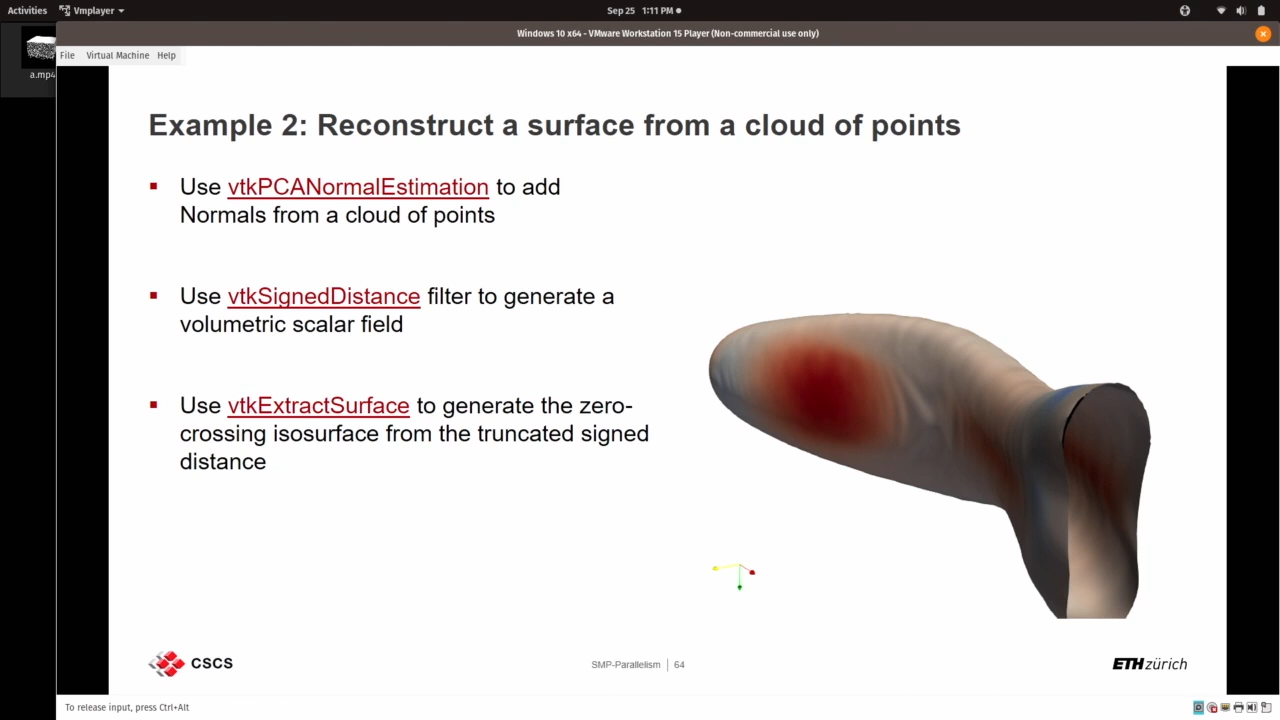 Activities
Vmplayer
Sep 25 1:11 PM
Windows 10 x64 - VMware Workstation 15 Player (Non-commercial use only)
a.mp4
File Virtual Machine Help
Example 2: Reconstruct a surface from a cloud of points
Use vtkPCANormalEstimation to add
Normals from a cloud of points
Use vtkSignedDistance filter to generate a
volumetric scalar field
Use vtkExtractSurface to generate the zero-
crossing isosurface from the truncated signed
distance
CSCS
SMP-Parallelism | 64
ETH zürich
To release input, press Ctrl+Alt